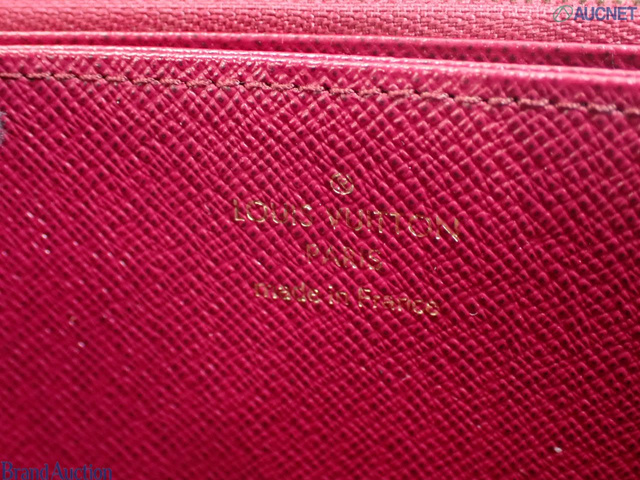 AUCNET
®
LOUIS VUITTON
PARIS
made in France
Brand Auction